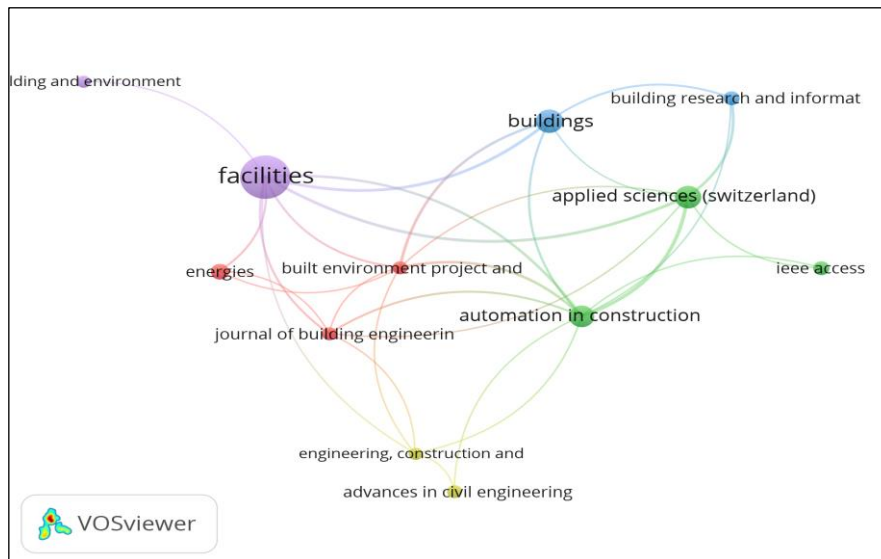 lding and environment
building research and informat
buildings
facilities
applied sciences (switzerland)
energies
built environment project and
ieee access
automation in construction
journal of building engineerin
engineering, construction and
advances in civil engineering
VOSviewer